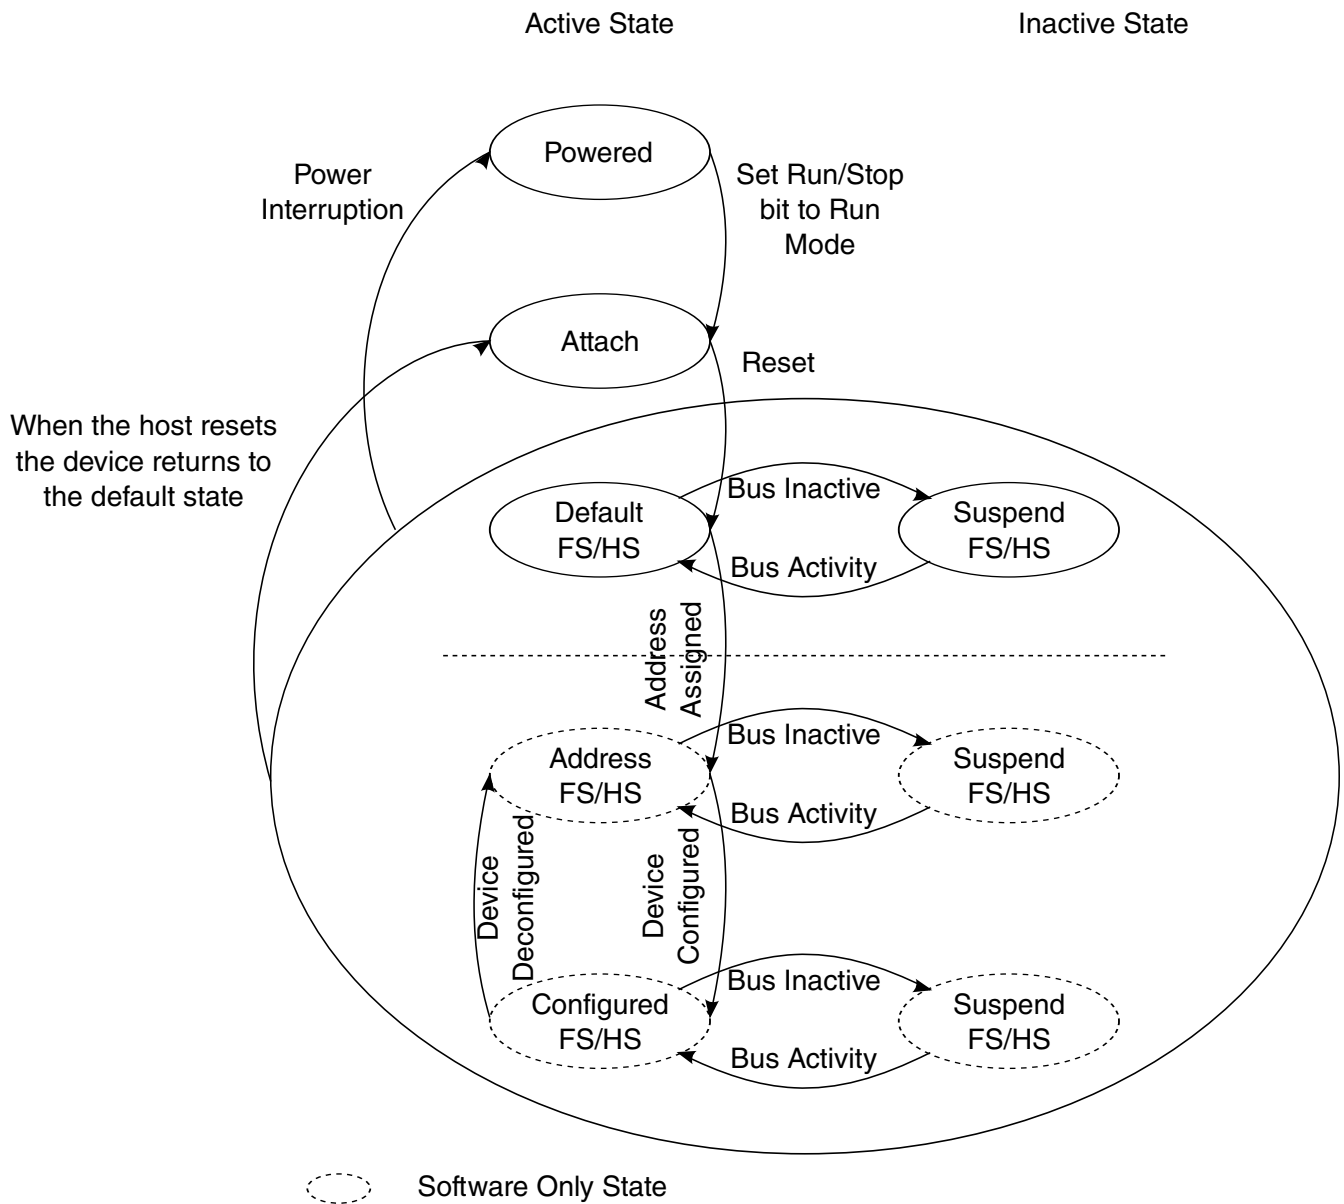 Active State
Inactive State
Powered
Power
Interruption
Set Run/Stop
bit to Run
Mode
Attach
Reset
When the host resets
the device returns to
the default state
Default
FS/HS
Bus Inactive
Bus Activity
Suspend
FS/HS
Address
Assigned
Address
FS/HS
Bus Inactive
Bus Activity
Suspend
FS/HS
Device
Deconfigured
Device
Configured
Configured
FS/HS
Bus Inactive
Bus Activity
Suspend
FS/HS
Software Only State